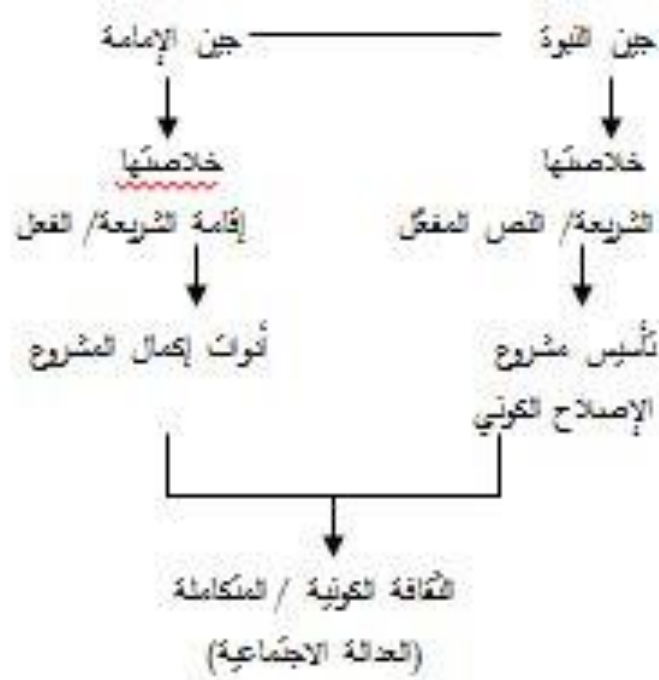 جين النبوة
جين الإمامة
خلاصتها
خلاصتها
الشريعة/ النص المفعّل
إقامة الشريعة/ الفعل
تأسيس مشروع
الإصلاح الكوني
أدوات إكمال المشروع
الثقافة الكونية / المتكاملة
(العدالة الاجتماعية)